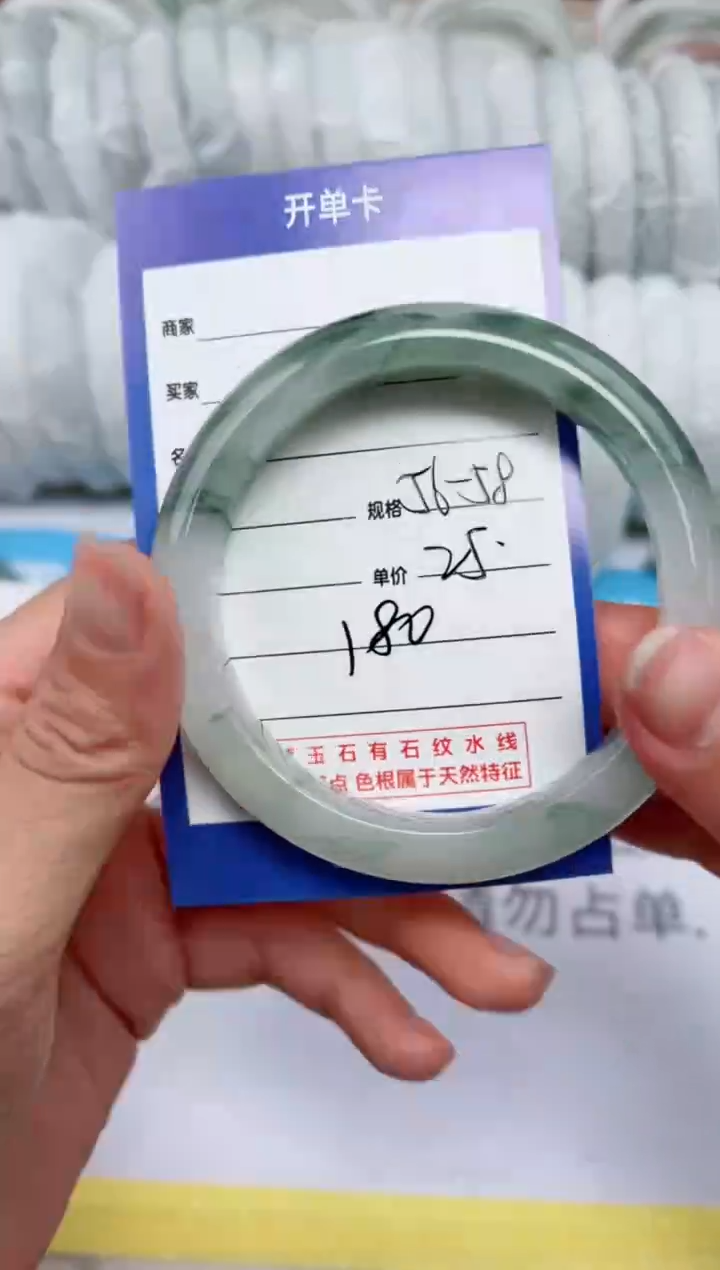 开单卡
商家
买家
规格 56-58
单价 25.
180
玉石有石纹水线
点 色根属于天然特征
勿占单.